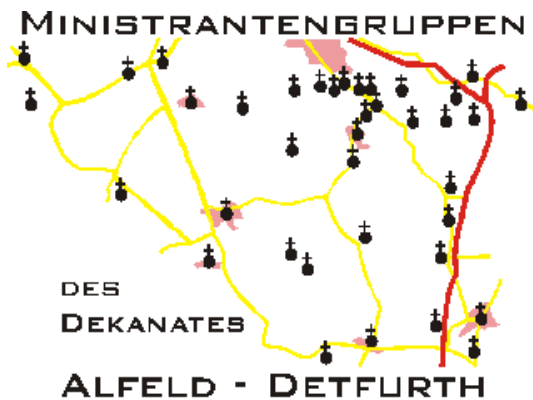 MINISTRANTENGRUPPEN
DES
DEKANATES
ALFELD - DETFURTH